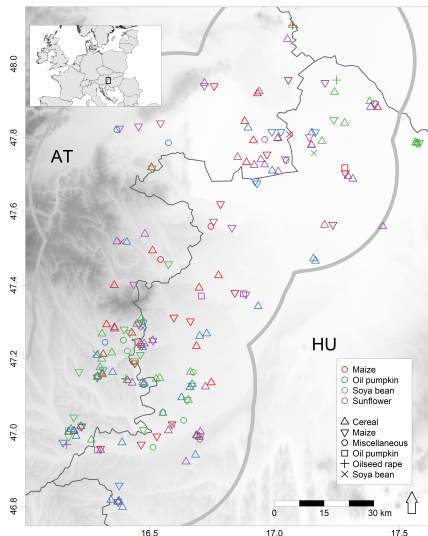 48.0
47.8
47.6
47.4
47.2
47.0
46.8
AT
HU
Maize
Oil pumpkin
Soya bean
Sunflower
Cereal
Maize
Miscellaneous
Oil pumpkin
Oilseed rape
Soya bean
0 10 20 30 km
16.5 17.0 17.5